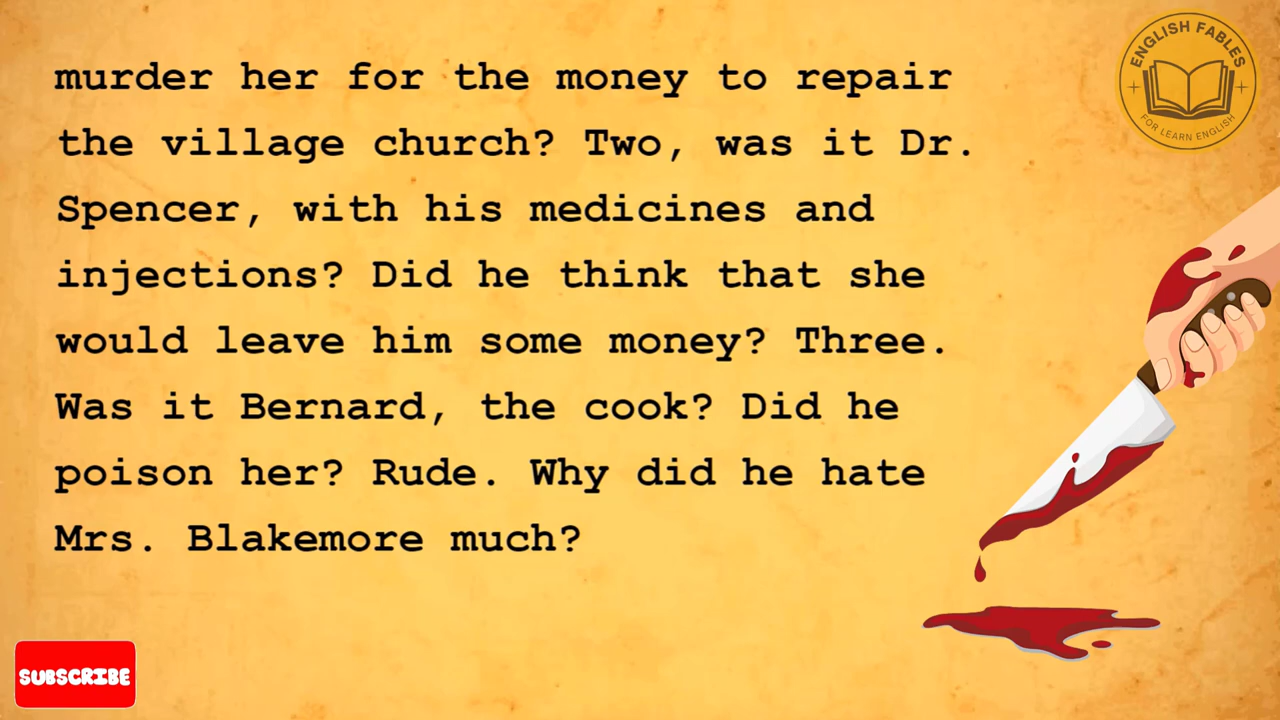 murder her for the money to repair
the village church? Two, was it Dr.
Spencer, with his medicines and
injections? Did he think that she
would leave him some money? Three.
Was it Bernard, the cook? Did he
poison her? Rude. Why did he hate
Mrs. Blakemore much?
ENGLISH FABLES
FOR LEARN ENGLISH
SUBSCRIBE